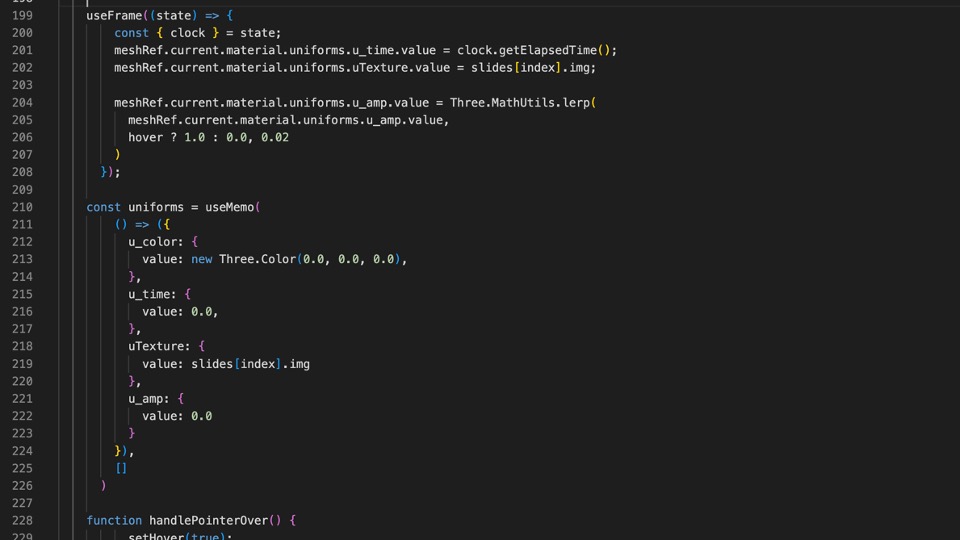 199 useFrame((state) => {
200 const { clock } = state;
201 meshRef.current.material.uniforms.u_time.value = clock.getElapsedTime();
202 meshRef.current.material.uniforms.uTexture.value = slides[index].img;
203
204 meshRef.current.material.uniforms.u_amp.value = Three.MathUtils.lerp(
205 meshRef.current.material.uniforms.u_amp.value,
206 hover ? 1.0 : 0.0, 0.02
207 )
208 });
209
210 const uniforms = useMemo(
211 () => ({
212 u_color: {
213 value: new Three.Color(0.0, 0.0, 0.0),
214 },
215 u_time: {
216 value: 0.0,
217 },
218 uTexture: {
219 value: slides[index].img
220 },
221 u_amp: {
222 value: 0.0
223 }
224 }),
225 []
226 )
227
228 function handlePointerOver() {
229 setHover(true);